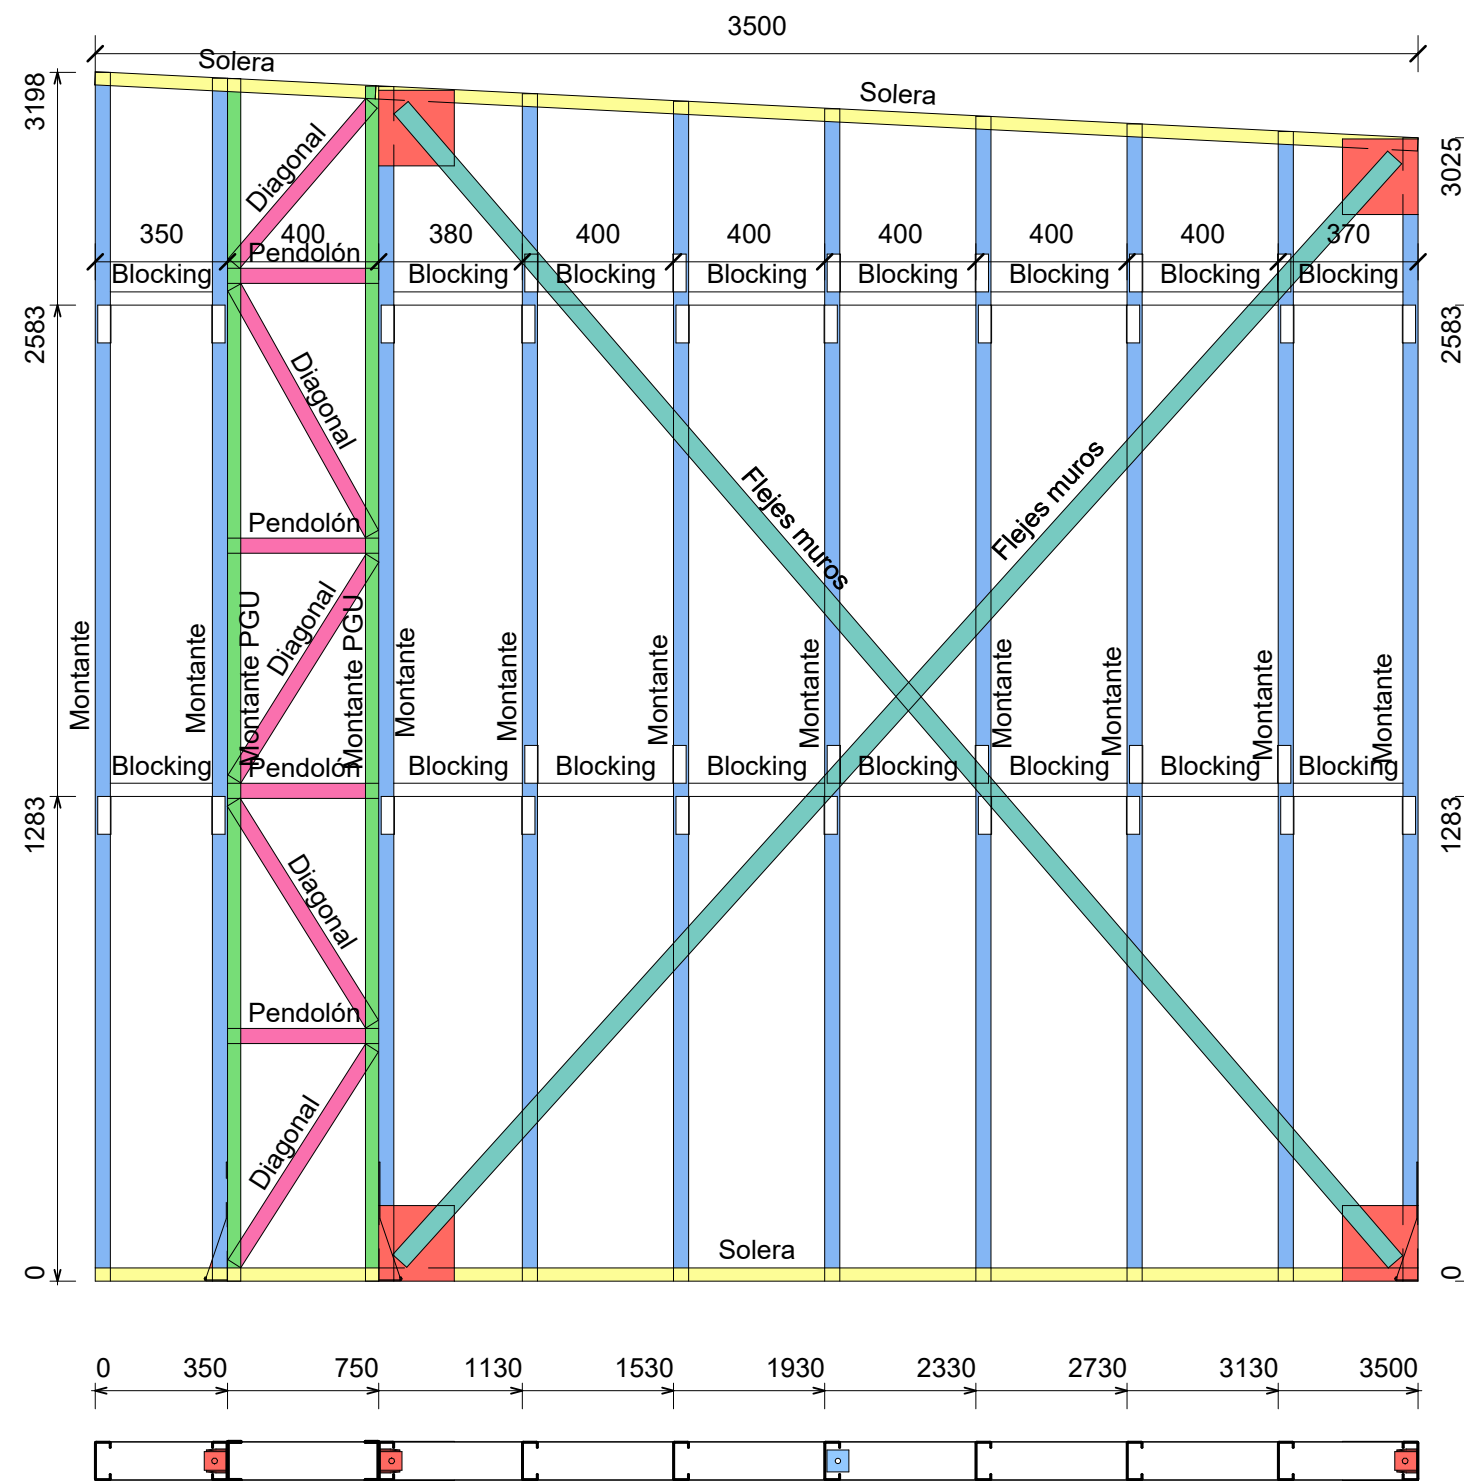 3500
Solera
Solera
3198
3025
Diagonal
350
400
380
400
400
400
400
400
370
Blocking
Pendolón
Blocking
Blocking
Blocking
Blocking
Blocking
Blocking
Blocking
2583
2583
Diagonal
Flejes muros
Flejes muros
Pendolón
Diagonal
Montante
Montante
Montante PGU
Montante PGU
Montante
Montante
Montante
Montante
Montante
Montante
Montante
Montante
Blocking
Pendolón
Blocking
Blocking
Blocking
Blocking
Blocking
Blocking
Blocking
1283
1283
Diagonal
Pendolón
Diagonal
Solera
0
0
0
350
750
1130
1530
1930
2330
2730
3130
3500